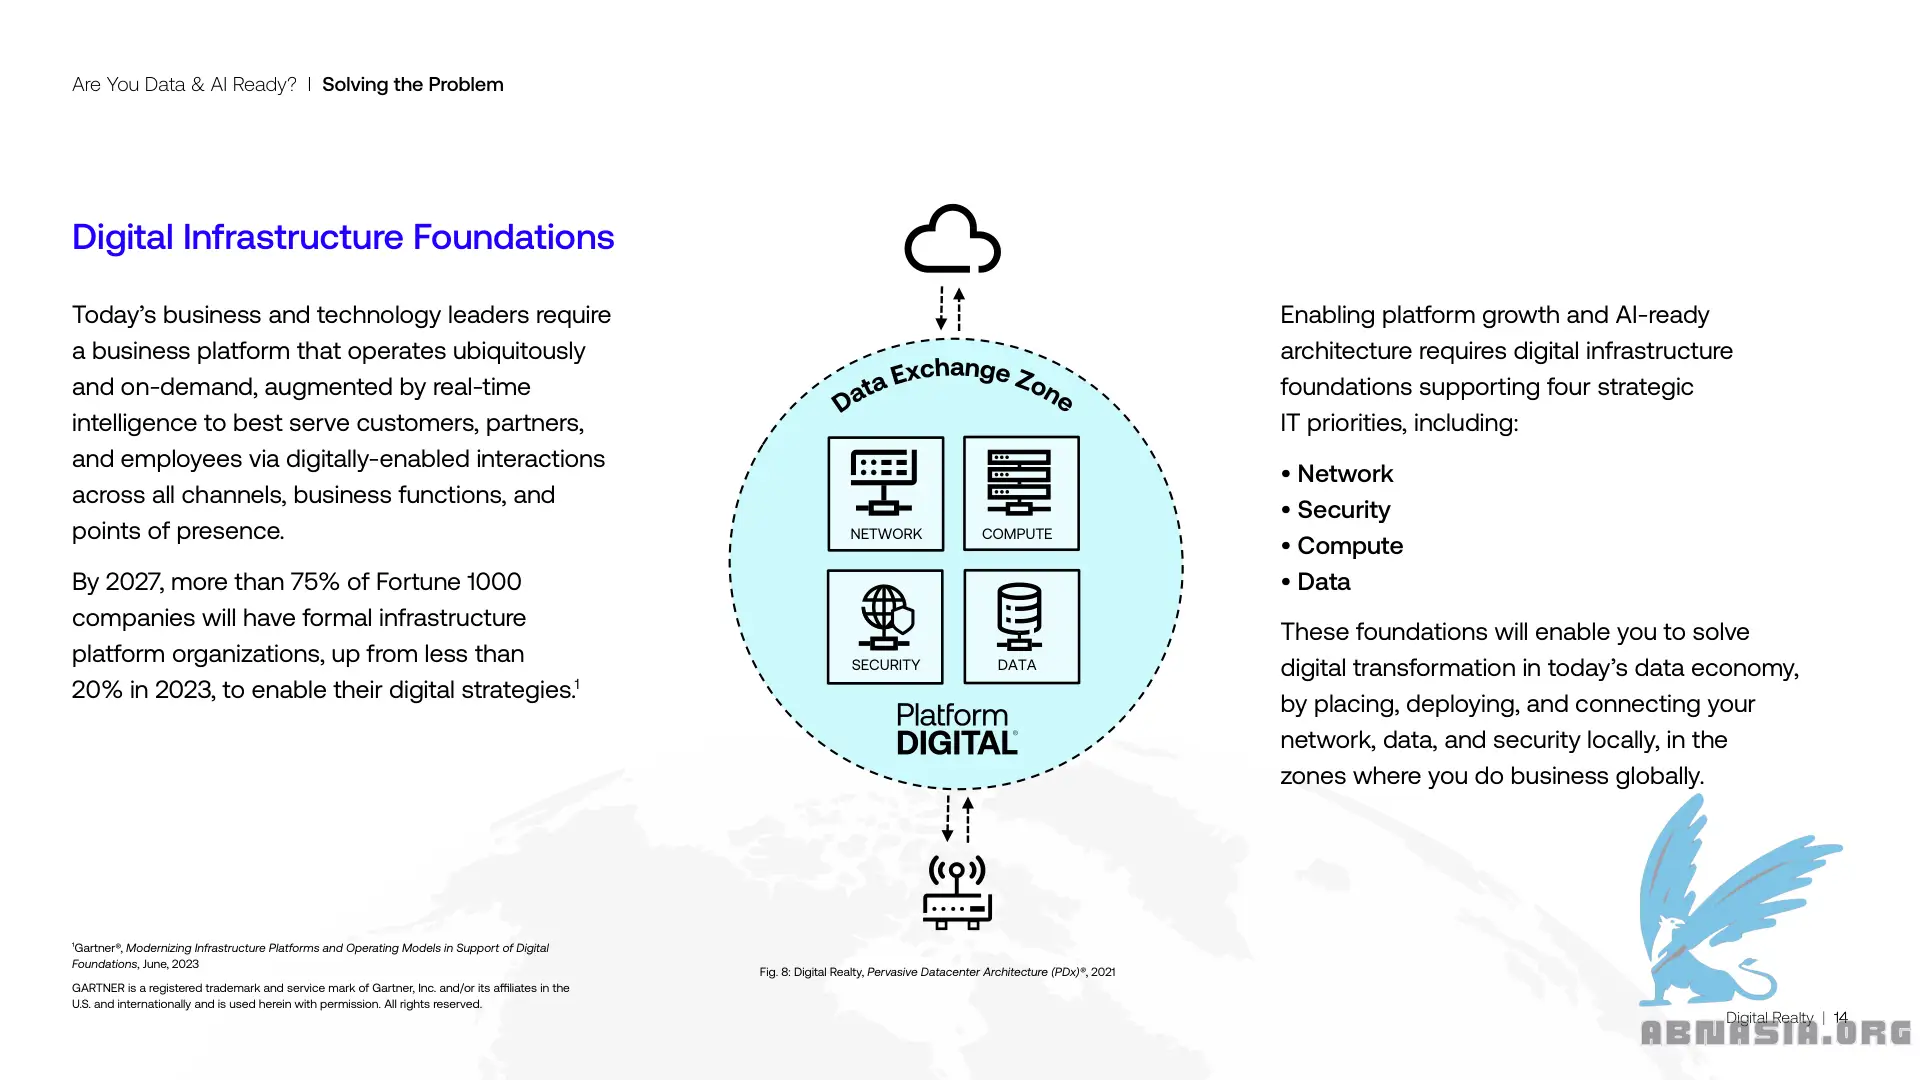 Are You Data & AI Ready? | Solving the Problem
Digital Infrastructure Foundations
Today’s business and technology leaders require
a business platform that operates ubiquitously
and on-demand, augmented by real-time
intelligence to best serve customers, partners,
and employees via digitally-enabled interactions
across all channels, business functions, and
points of presence.
By 2027, more than 75% of Fortune 1000
companies will have formal infrastructure
platform organizations, up from less than
20% in 2023, to enable their digital strategies.¹
¹Gartner®, Modernizing Infrastructure Platforms and Operating Models in Support of Digital
Foundations, June, 2023
GARTNER is a registered trademark and service mark of Gartner, Inc. and/or its affiliates in the
U.S. and internationally and is used herein with permission. All rights reserved.
Data Exchange Zone
NETWORK
COMPUTE
SECURITY
DATA
Platform
DIGITAL®
Fig. 8: Digital Realty, Pervasive Datacenter Architecture (PDx)®, 2021
Enabling platform growth and AI-ready
architecture requires digital infrastructure
foundations supporting four strategic
IT priorities, including:
• Network
• Security
• Compute
• Data
These foundations will enable you to solve
digital transformation in today’s data economy,
by placing, deploying, and connecting your
network, data, and security locally, in the
zones where you do business globally.
Digital Realty | 14
ABNASIA.ORG